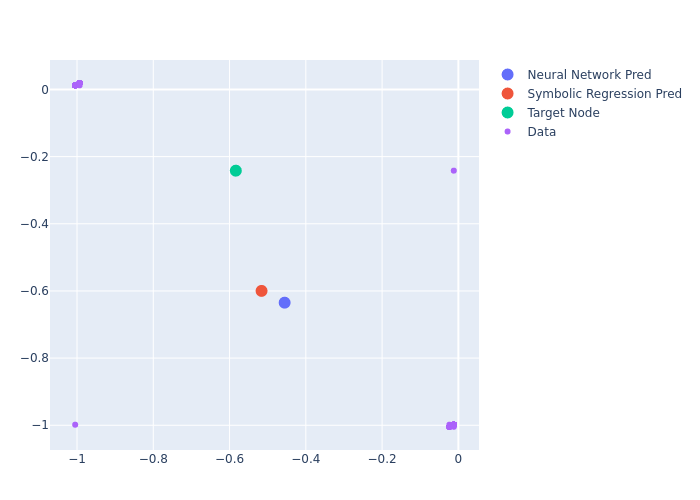 Neural Network Pred
Symbolic Regression Pred
Target Node
Data
0
−0.2
−0.4
−0.6
−0.8
−1
−1 −0.8 −0.6 −0.4 −0.2 0